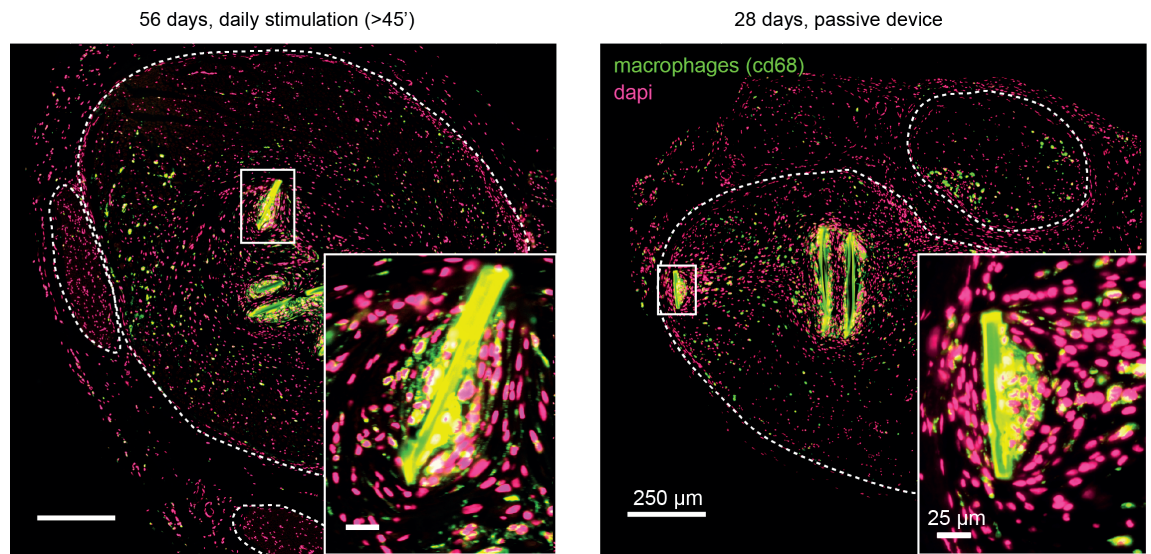 56 days, daily stimulation (>45’)
28 days, passive device
macrophages (cd68)
dapi
250 µm
25 µm